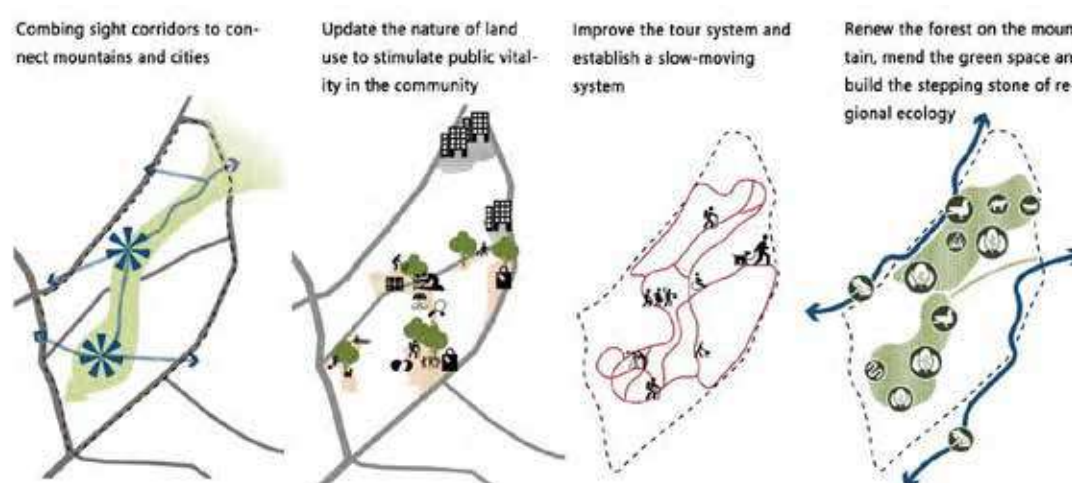 Combing sight corridors to con-
nect mountains and cities
Update the nature of land
use to stimulate public vital-
ity in the community
Improve the tour system and
establish a slow-moving
system
Renew the forest on the moun
tain, mend the green space an
build the stepping stone of re-
gional ecology